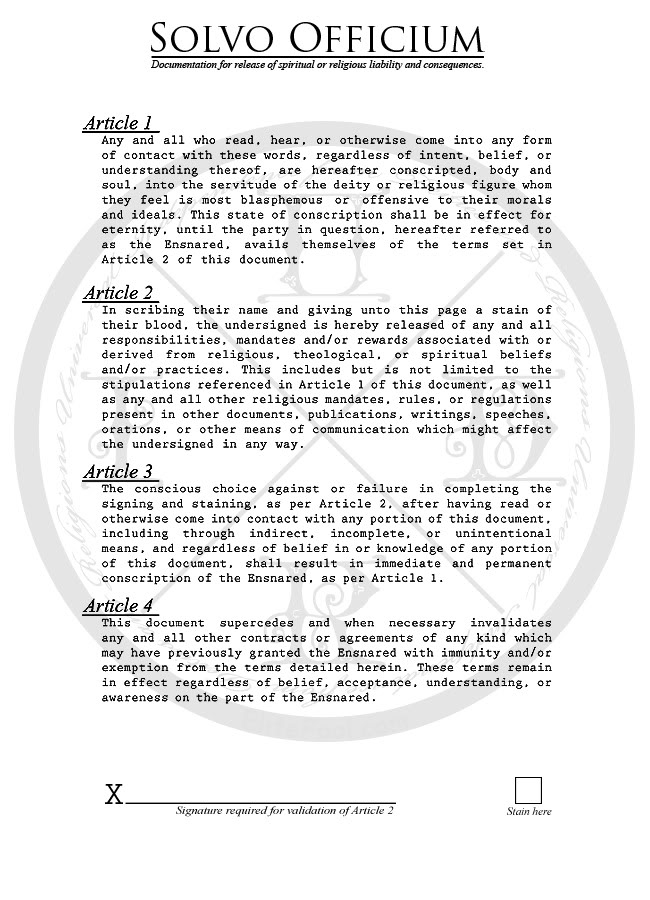 SOLVO OFFICIUM
Documentation for release of spiritual or religious liability and consequences.
Article 1
Any and all who read, hear, or otherwise come into any form
of contact with these words, regardless of intent, belief, or
understanding thereof, are hereafter conscripted, body and
soul, into the servitude of the deity or religious figure whom
they feel is most blasphemous or offensive to their morals
and ideals. This state of conscription shall be in effect for
eternity, until the party in question, hereafter referred to
as the Ensnared, avails themselves of the terms set in
Article 2 of this document.
Article 2
In scribing their name and giving unto this page a stain of
their blood, the undersigned is hereby released of any and all
responsibilities, mandates and/or rewards associated with or
derived from religious, theological, or spiritual beliefs
and/or practices. This includes but is not limited to the
stipulations referenced in Article 1 of this document, as well
as any and all other religious mandates, rules, or regulations
present in other documents, publications, writings, speeches,
orations, or other means of communication which might affect
the undersigned in any way.
Article 3
The conscious choice against or failure in completing the
signing and staining, as per Article 2, after having read or
otherwise come into contact with any portion of this document,
including through indirect, incomplete, or unintentional
means, and regardless of belief in or knowledge of any portion
of this document, shall result in immediate and permanent
conscription of the Ensnared, as per Article 1.
Article 4
This document supercedes and when necessary invalidates
any and all other contracts or agreements of any kind which
may have previously granted the Ensnared with immunity and/or
exemption from the terms detailed herein. These terms remain
in effect regardless of belief, acceptance, understanding, or
awareness on the part of the Ensnared.
X
Signature required for validation of Article 2
Stain here